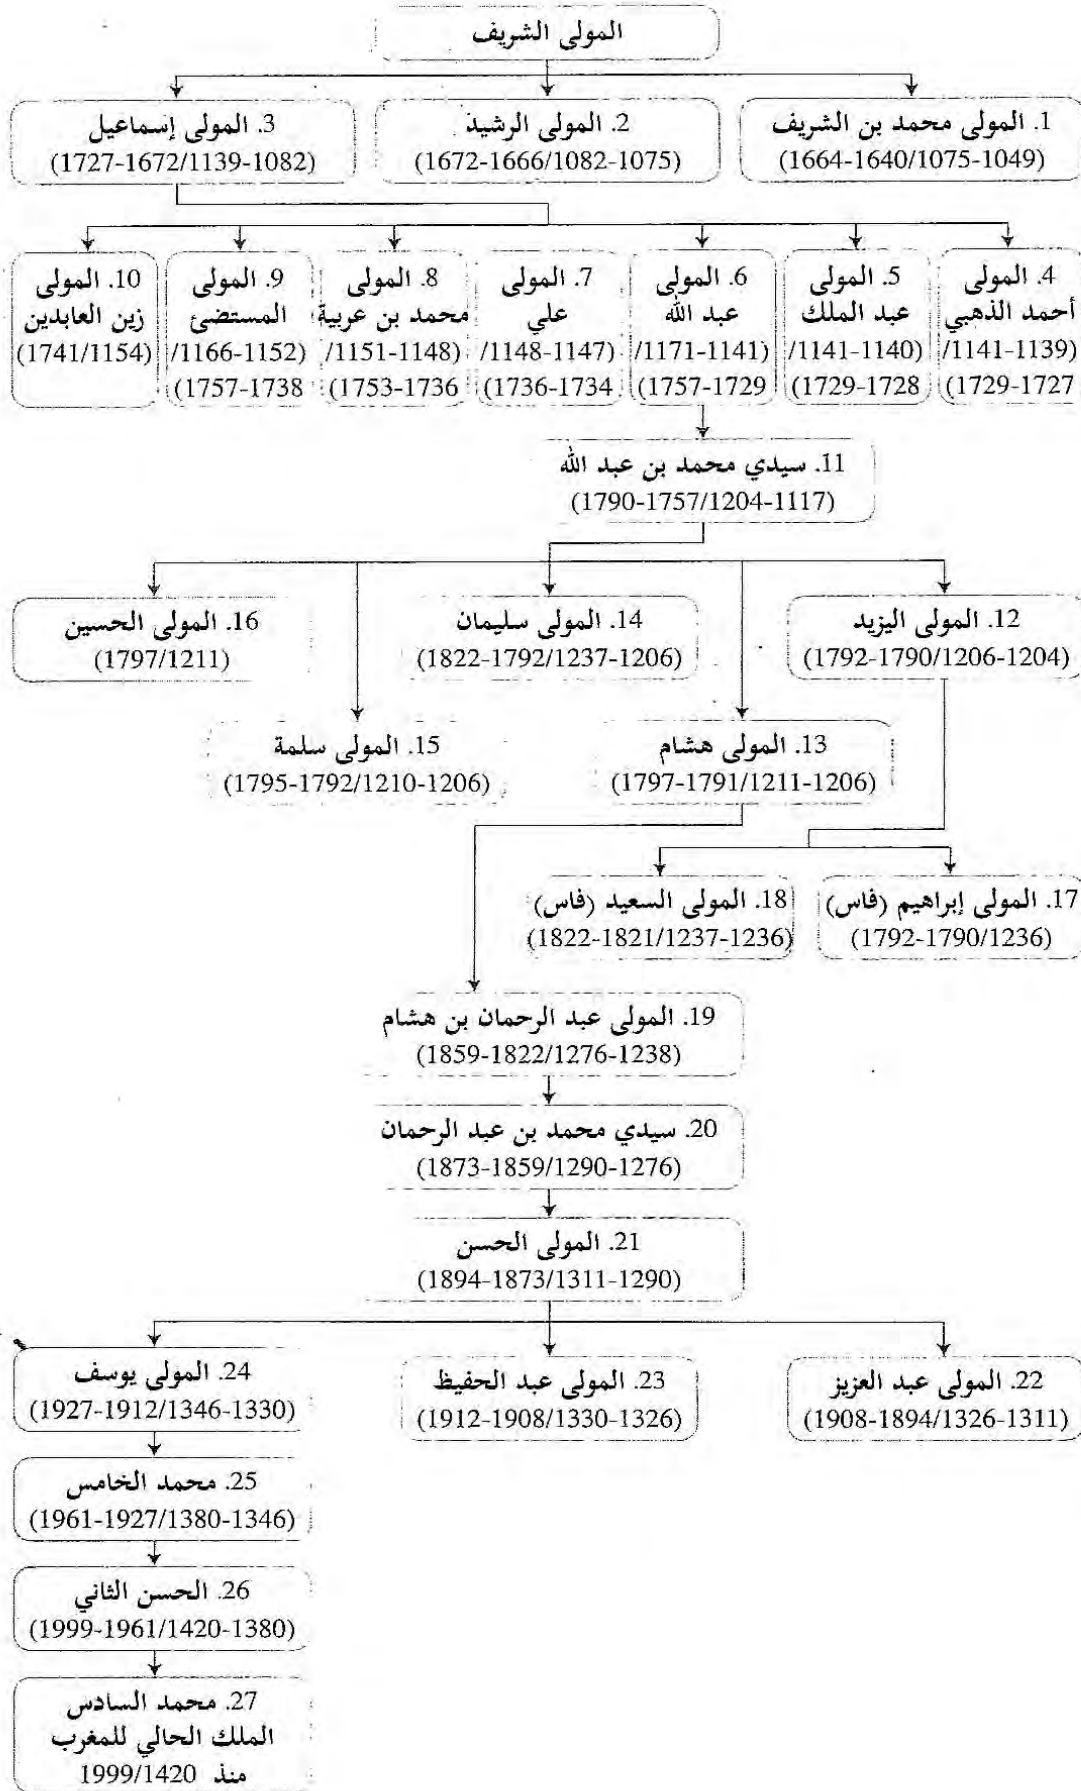 المولى الشريف
1. المولى محمد بن الشريف
(1664-1640/1075-1049)
2. المولى الرشيد
(1672-1666/1082-1075)
3. المولى إسماعيل
(1727-1672/1139-1082)
4. المولى
أحمد الذهبي
(1141-1139/
1729-1727)
5. المولى
عبد الملك
(1141-1140/
1729-1728)
6. المولى
عبد الله
(1171-1141/
1757-1729)
7. المولى
علي
(1148-1147/
1736-1734)
8. المولى
محمد بن عربية
(1151-1148/
1753-1736)
9. المولى
المستضئ
(1166-1152/
1757-1738)
10. المولى
زين العابدين
(1741/1154)
11. سيدي محمد بن عبد الله
(1790-1757/1204-1117)
12. المولى اليزيد
(1792-1790/1206-1204)
14. المولى سليمان
(1822-1792/1237-1206)
16. المولى الحسين
(1797/1211)
13. المولى هشام
(1797-1791/1211-1206)
15. المولى سلمة
(1795-1792/1210-1206)
17. المولى إبراهيم (فاس)
(1792-1790/1236)
18. المولى السعيد (فاس)
(1822-1821/1237-1236)
19. المولى عبد الرحمان بن هشام
(1859-1822/1276-1238)
20. سيدي محمد بن عبد الرحمان
(1873-1859/1290-1276)
21. المولى الحسن
(1894-1873/1311-1290)
22. المولى عبد العزيز
(1908-1894/1326-1311)
23. المولى عبد الحفيظ
(1912-1908/1330-1326)
24. المولى يوسف
(1927-1912/1346-1330)
25. محمد الخامس
(1961-1927/1380-1346)
26. الحسن الثاني
(1999-1961/1420-1380)
27. محمد السادس
الملك الحالي للمغرب
منذ 1999/1420